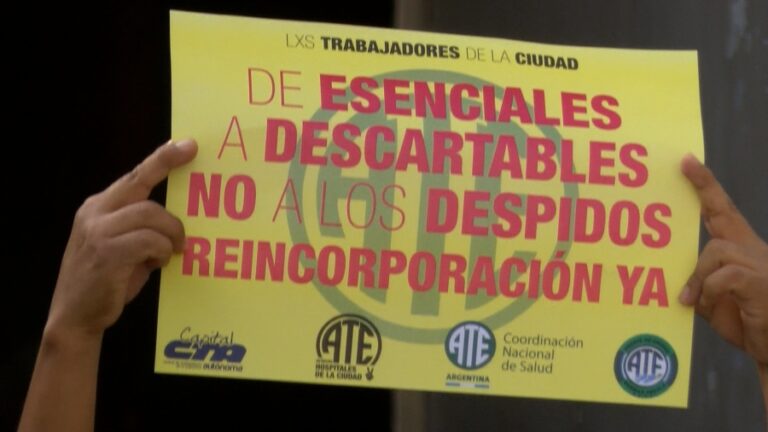 LXS TRABAJADORES DE LA CIUDAD
DE ESENCIALES
A DESCARTABLES
NO A LOS DESPIDOS
REINCORPORACIÓN YA
Capital
CTA
autónoma
ATE
HOSPITALES
DE LA CIUDAD
ATE
ARGENTINA
Coordinación
Nacional
de Salud
ATE